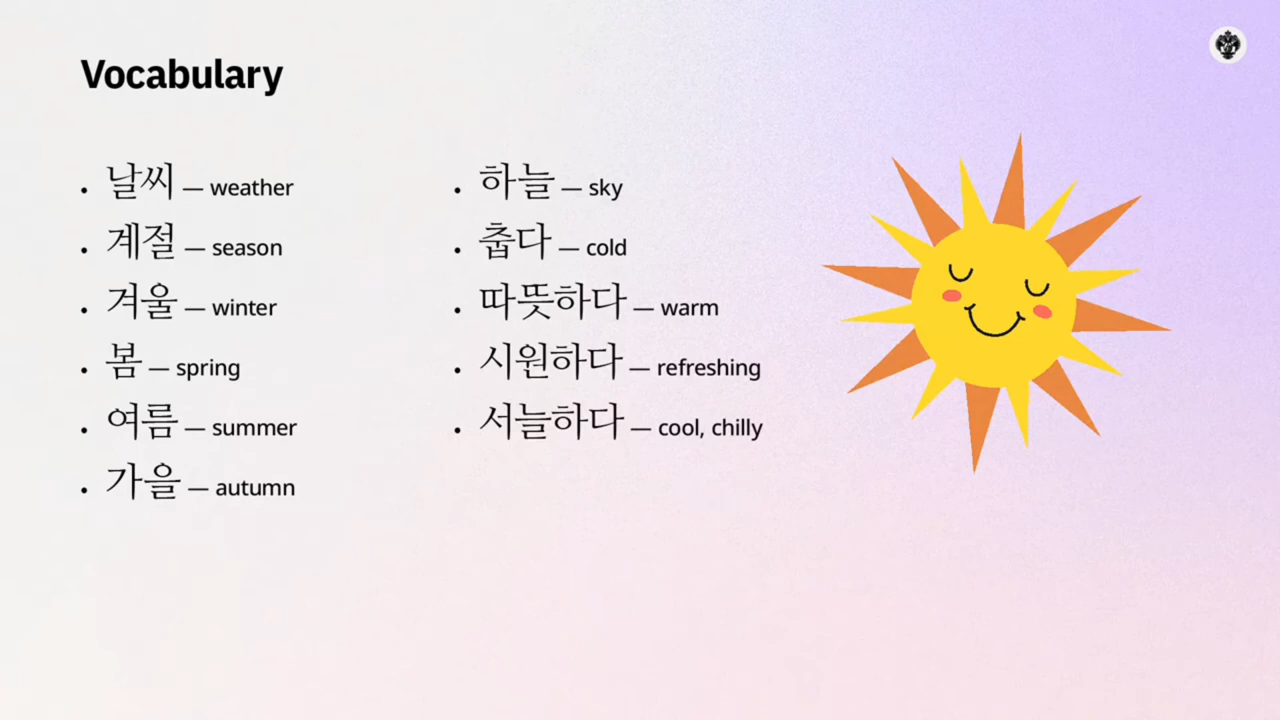 Vocabulary
• 날씨 — weather
• 계절 — season
• 겨울 — winter
• 봄 — spring
• 여름 — summer
• 가을 — autumn
• 하늘 — sky
• 춥다 — cold
• 따뜻하다 — warm
• 시원하다 — refreshing
• 서늘하다 — cool, chilly